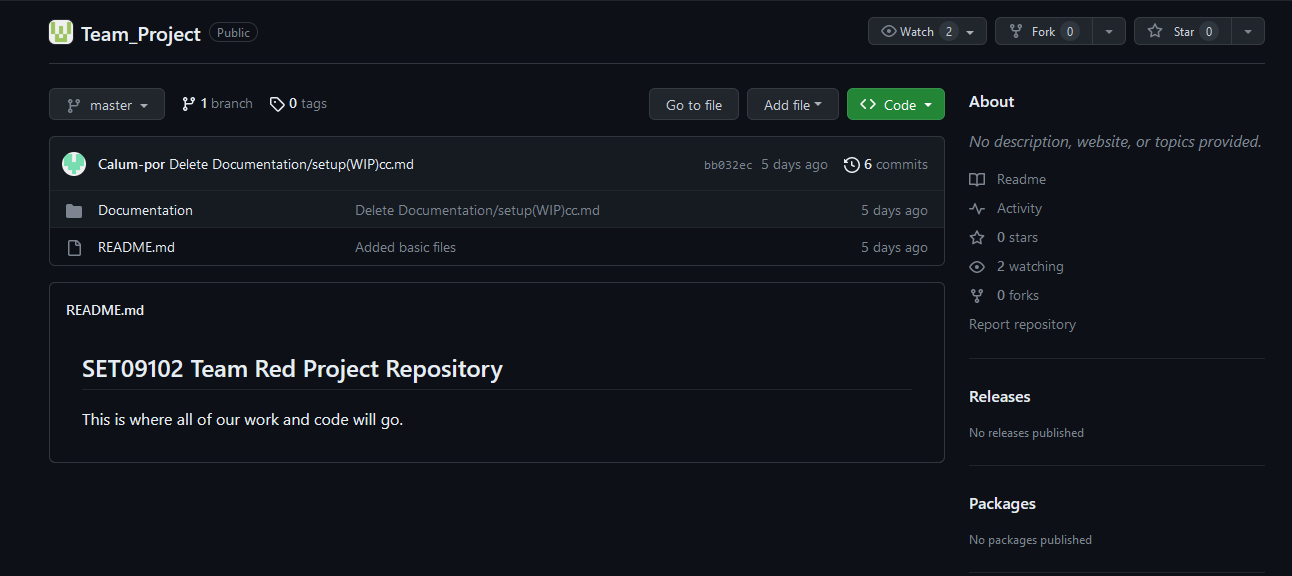 Team_Project Public Watch 2 Fork 0 Star 0
master 1 branch 0 tags Go to file Add file Code
Calum-por Delete Documentation/setup(WIP)cc.md bb032ec 5 days ago 6 commits
Documentation Delete Documentation/setup(WIP)cc.md 5 days ago
README.md Added basic files 5 days ago
README.md
SET09102 Team Red Project Repository
This is where all of our work and code will go.
About
No description, website, or topics provided.
Readme
Activity
0 stars
2 watching
0 forks
Report repository
Releases
No releases published
Packages
No packages published